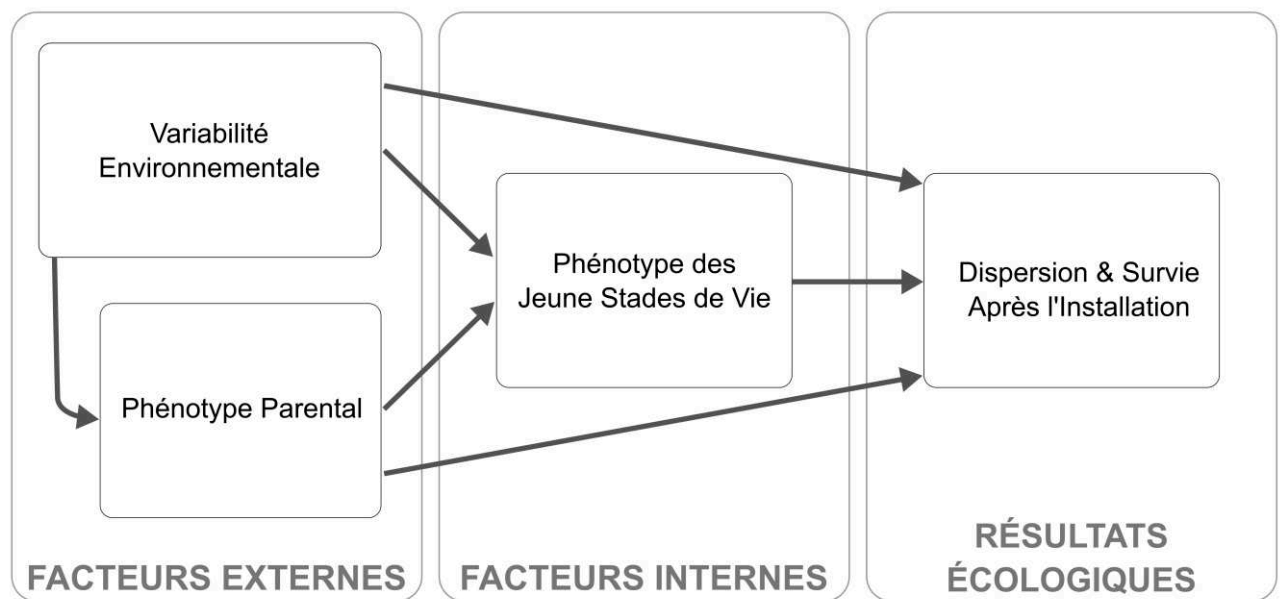 Variabilité
Environnementale
Phénotype Parental
FACTEURS EXTERNES
Phénotype des
Jeune Stades de Vie
FACTEURS INTERNES
Dispersion & Survie
Après l'Installation
RÉSULTATS
ÉCOLOGIQUES